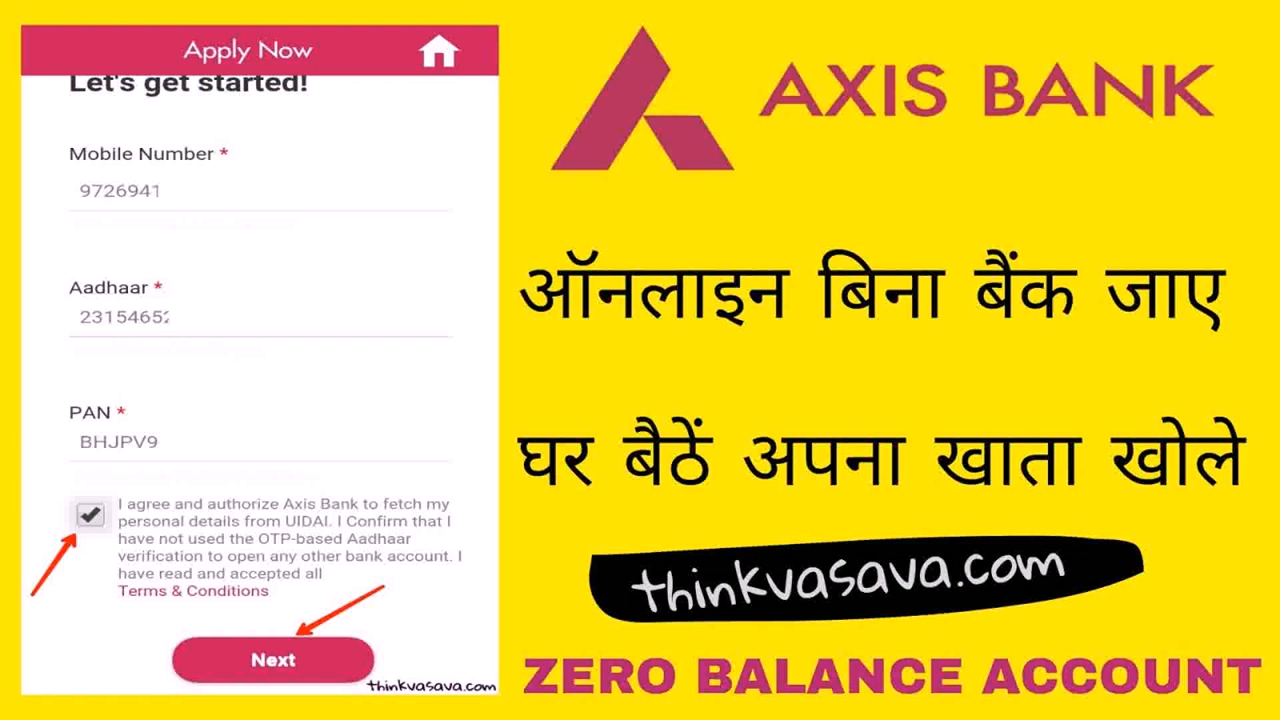 Apply Now
Let's get started!
Mobile Number *
9726941
Aadhaar *
2315465
PAN *
BHJPV9
I agree and authorize Axis Bank to fetch my
personal details from UIDAI. I Confirm that I
have not used the OTP-based Aadhaar
verification to open any other bank account. I
have read and accepted all
Terms & Conditions
Next
thinkvasava.com
AXIS BANK
ऑनलाइन बिना बैंक जाए
घर बैठें अपना खाता खोले
thinkvasava.com
ZERO BALANCE ACCOUNT